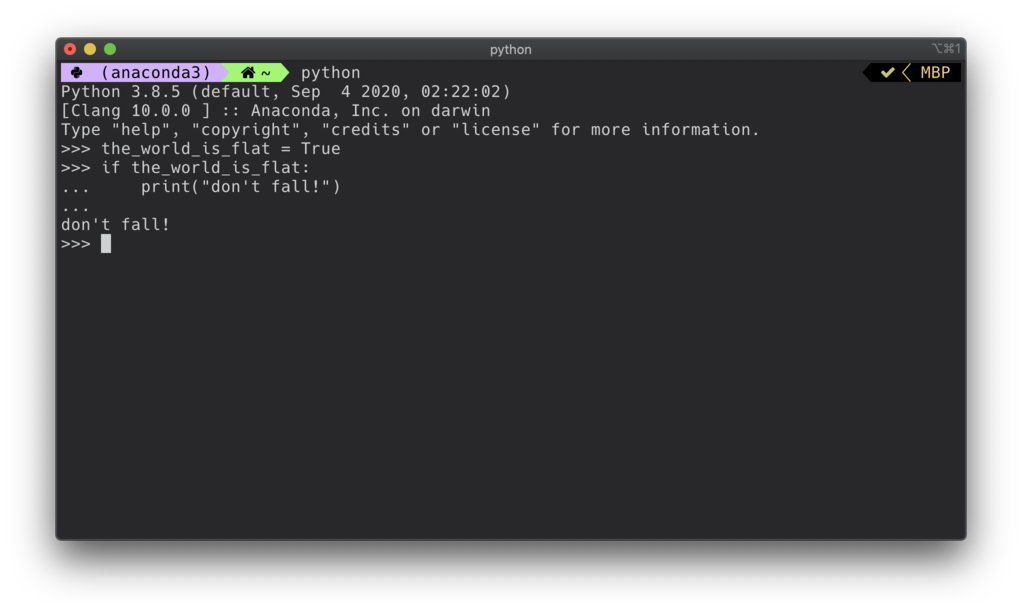 python
⌥⌘1
(anaconda3) ~ python ✔ MBP
Python 3.8.5 (default, Sep  4 2020, 02:22:02)
[Clang 10.0.0 ] :: Anaconda, Inc. on darwin
Type "help", "copyright", "credits" or "license" for more information.
>>> the_world_is_flat = True
>>> if the_world_is_flat:
...     print("don't fall!")
...
don't fall!
>>>